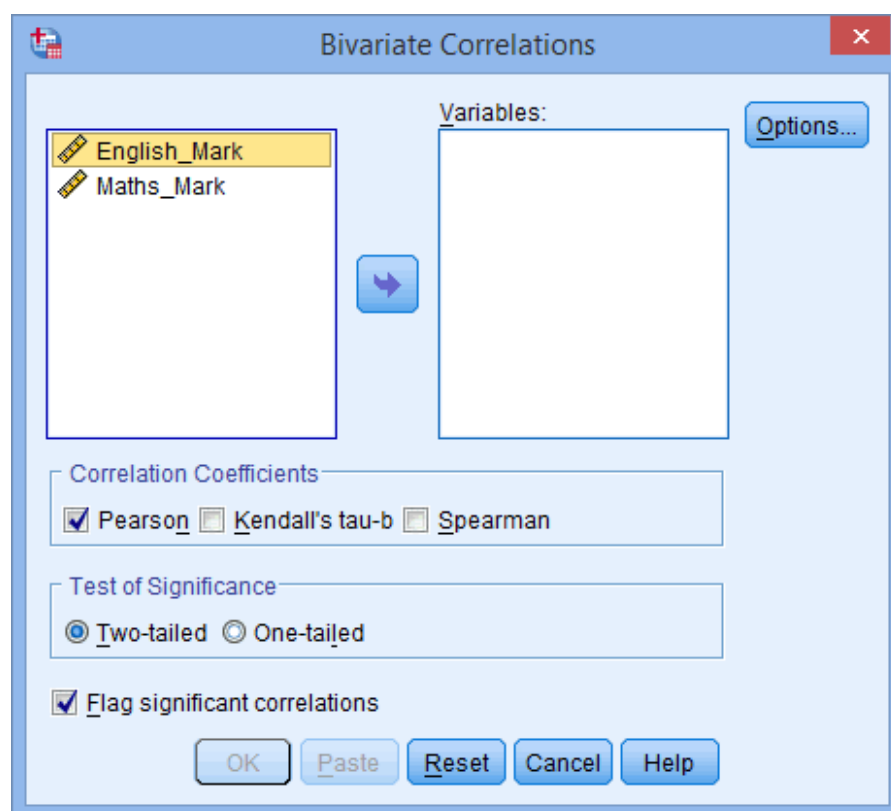 Bivariate Correlations
English_Mark
Maths_Mark
Variables:
Options...
Correlation Coefficients
Pearson Kendall's tau-b Spearman
Test of Significance
Two-tailed One-tailed
Flag significant correlations
OK Paste Reset Cancel Help